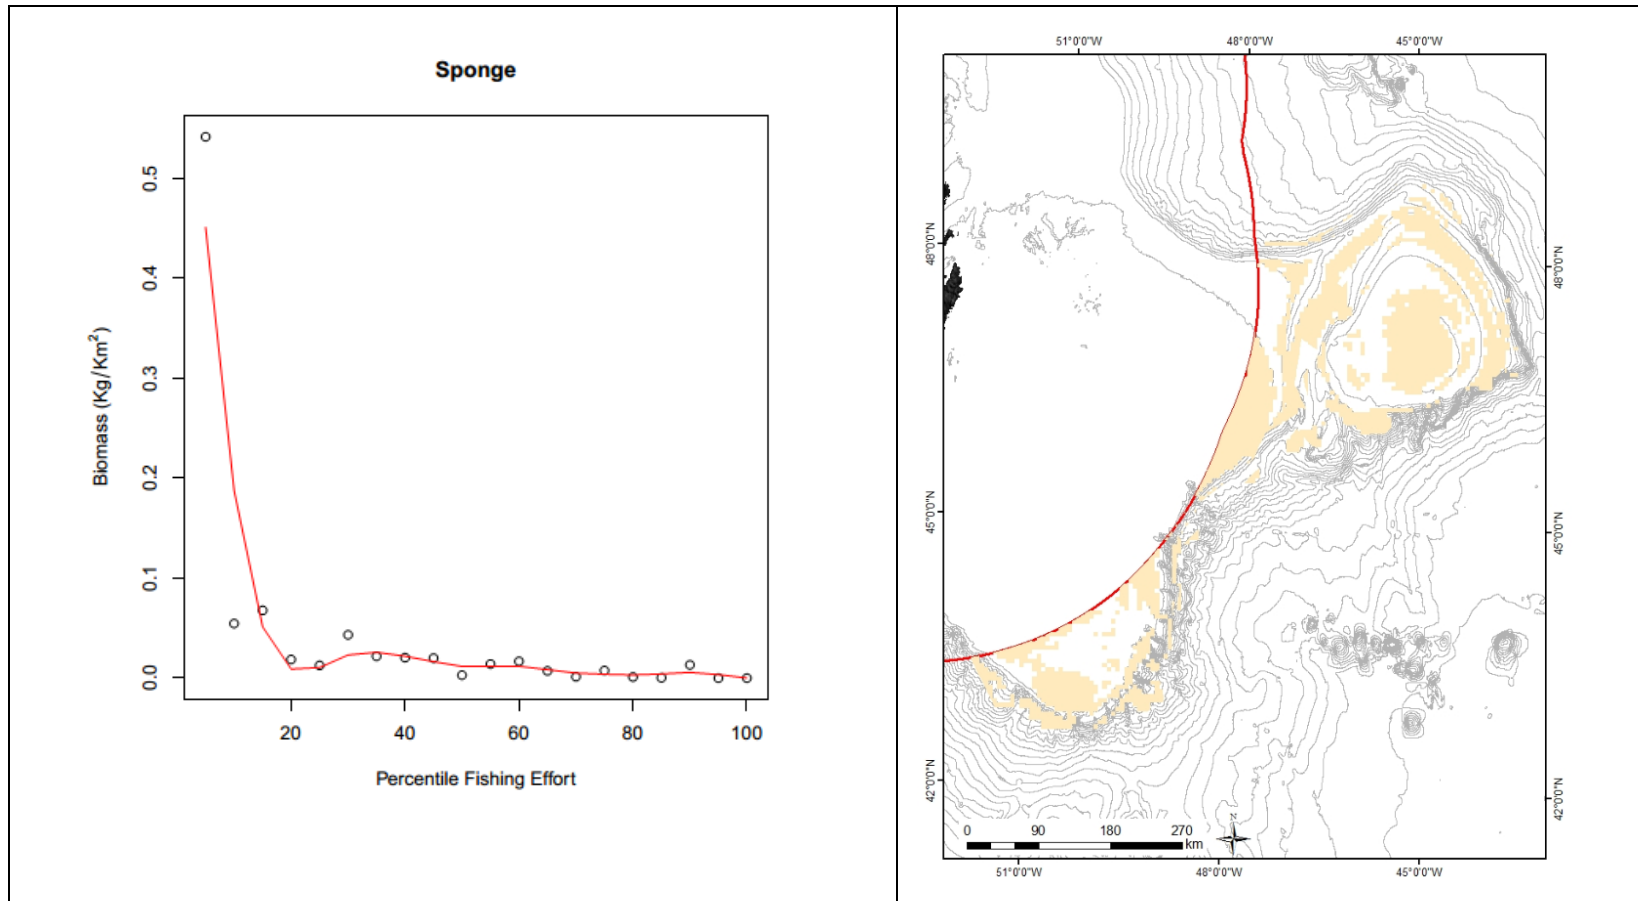 Sponge
Biomass (Kg/Km²)
0.5
0.4
0.3
0.2
0.1
0.0
20 40 60 80 100
Percentile Fishing Effort
51°0'0"W 48°0'0"W 45°0'0"W
48°0'0"N 48°0'0"N
45°0'0"N 45°0'0"N
42°0'0"N 42°0'0"N
N
0 90 180 270
km
51°0'0"W 48°0'0"W 45°0'0"W